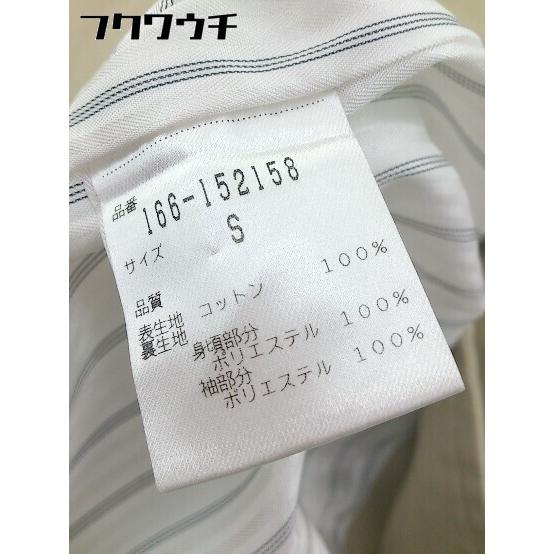 フクワウチ
品番 166-152158
サイズ S
品質
表生地 コットン 100%
裏生地 身頃部分
ポリエステル 100%
袖部分
ポリエステル 100%